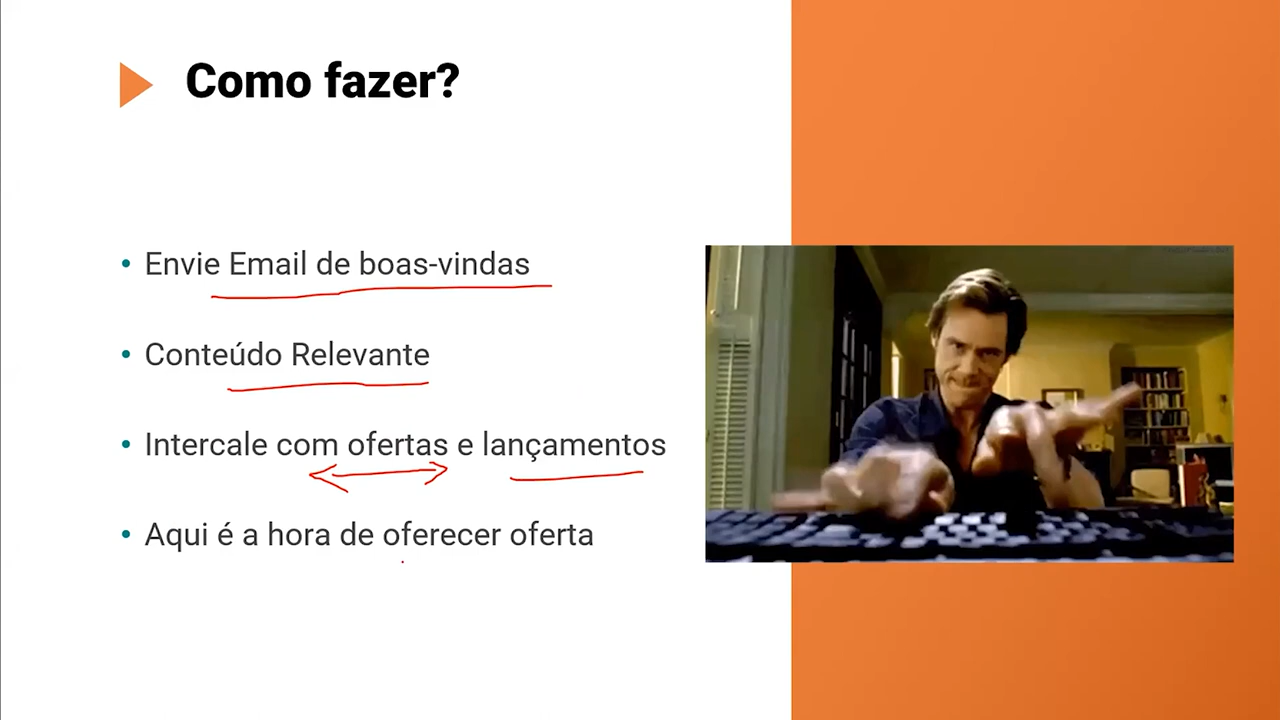 Como fazer?
Envie Email de boas-vindas
Conteúdo Relevante
Intercale com ofertas e lançamentos
Aqui é a hora de oferecer oferta